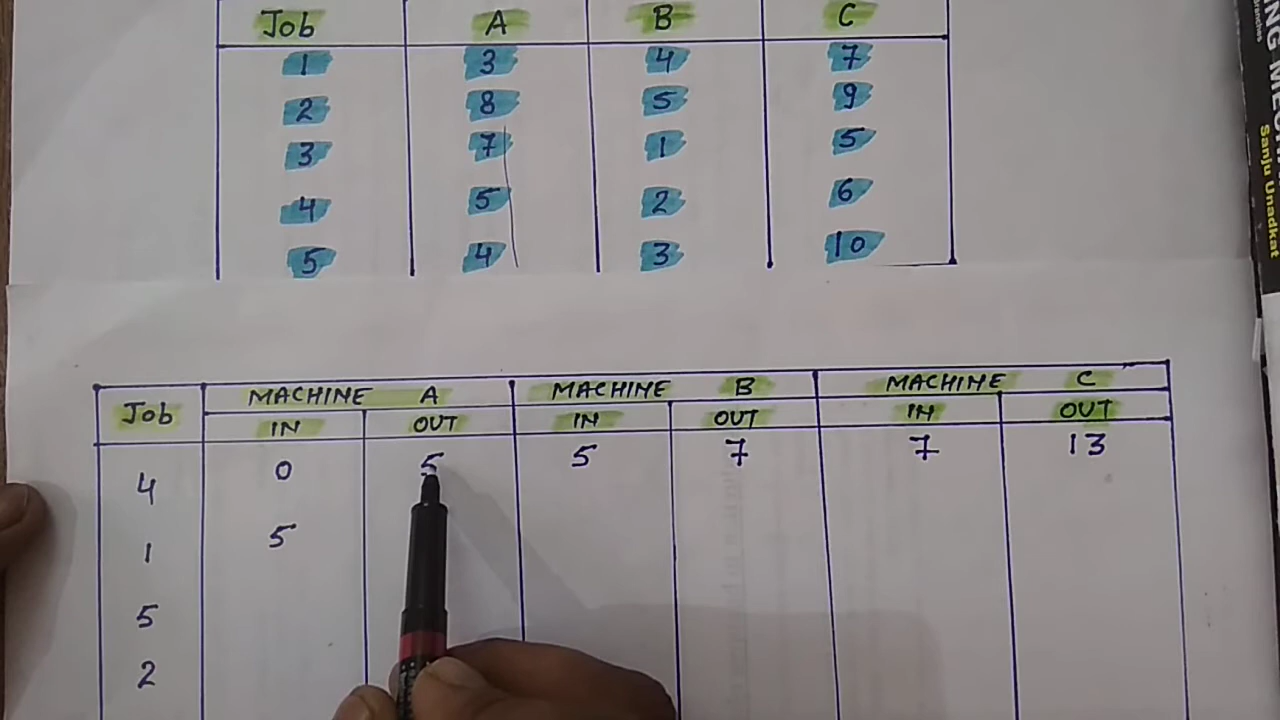 Job A B C
1 3 4 7
2 8 5 9
3 7 1 5
4 5 2 6
5 4 3 10
Job MACHINE A MACHINE B MACHINE C
IN OUT IN OUT IN OUT
4 0 5 5 7 7 13
1 5
5
2
Sanju Unadkat